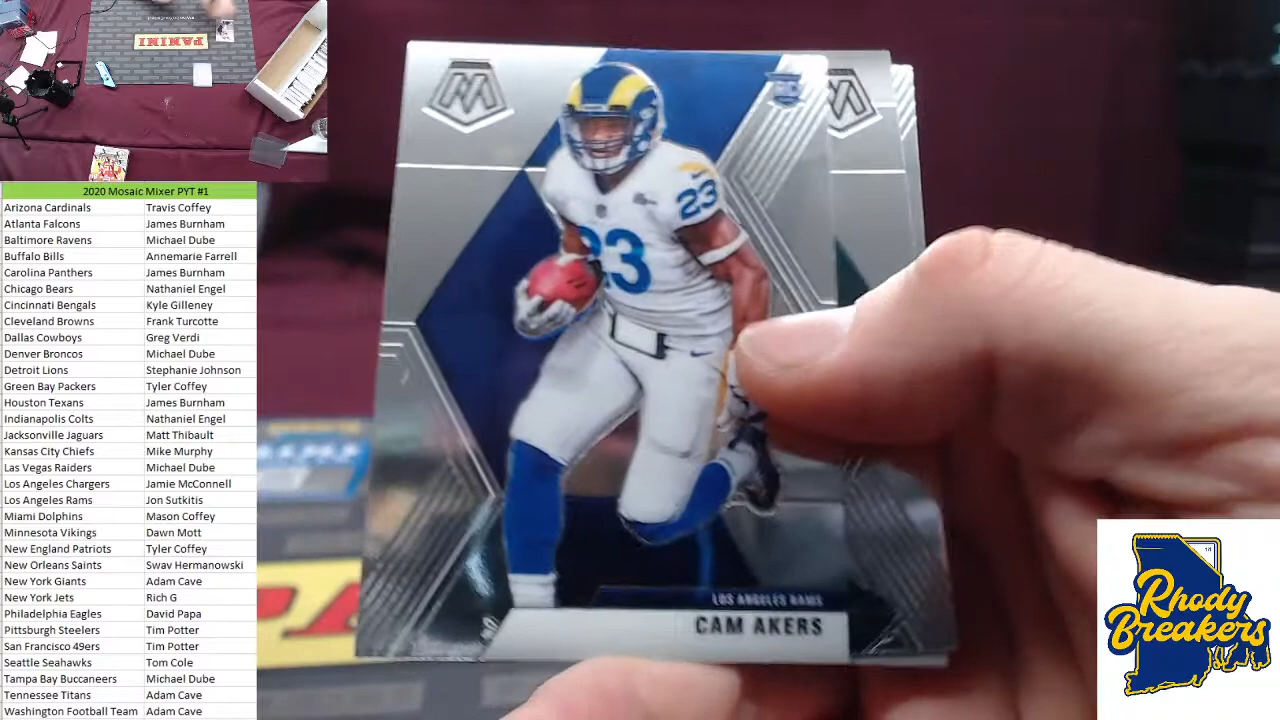 PANINI
2020 Mosaic Mixer PYT #1
Arizona Cardinals Travis Coffey
Atlanta Falcons James Burnham
Baltimore Ravens Michael Dube
Buffalo Bills Annemarie Farrell
Carolina Panthers James Burnham
Chicago Bears Nathaniel Engel
Cincinnati Bengals Kyle Gilleney
Cleveland Browns Frank Turcotte
Dallas Cowboys Greg Verdi
Denver Broncos Michael Dube
Detroit Lions Stephanie Johnson
Green Bay Packers Tyler Coffey
Houston Texans James Burnham
Indianapolis Colts Nathaniel Engel
Jacksonville Jaguars Matt Thibault
Kansas City Chiefs Mike Murphy
Las Vegas Raiders Michael Dube
Los Angeles Chargers Jamie McConnell
Los Angeles Rams Jon Sutkitis
Miami Dolphins Mason Coffey
Minnesota Vikings Dawn Mott
New England Patriots Tyler Coffey
New Orleans Saints Swav Hermanowski
New York Giants Adam Cave
New York Jets Rich G
Philadelphia Eagles David Papa
Pittsburgh Steelers Tim Potter
San Francisco 49ers Tim Potter
Seattle Seahawks Tom Cole
Tampa Bay Buccaneers Michael Dube
Tennessee Titans Adam Cave
Washington Football Team Adam Cave
M
RC
M
23
23
LOS ANGELES RAMS
CAM AKERS
Rhody
Breakers